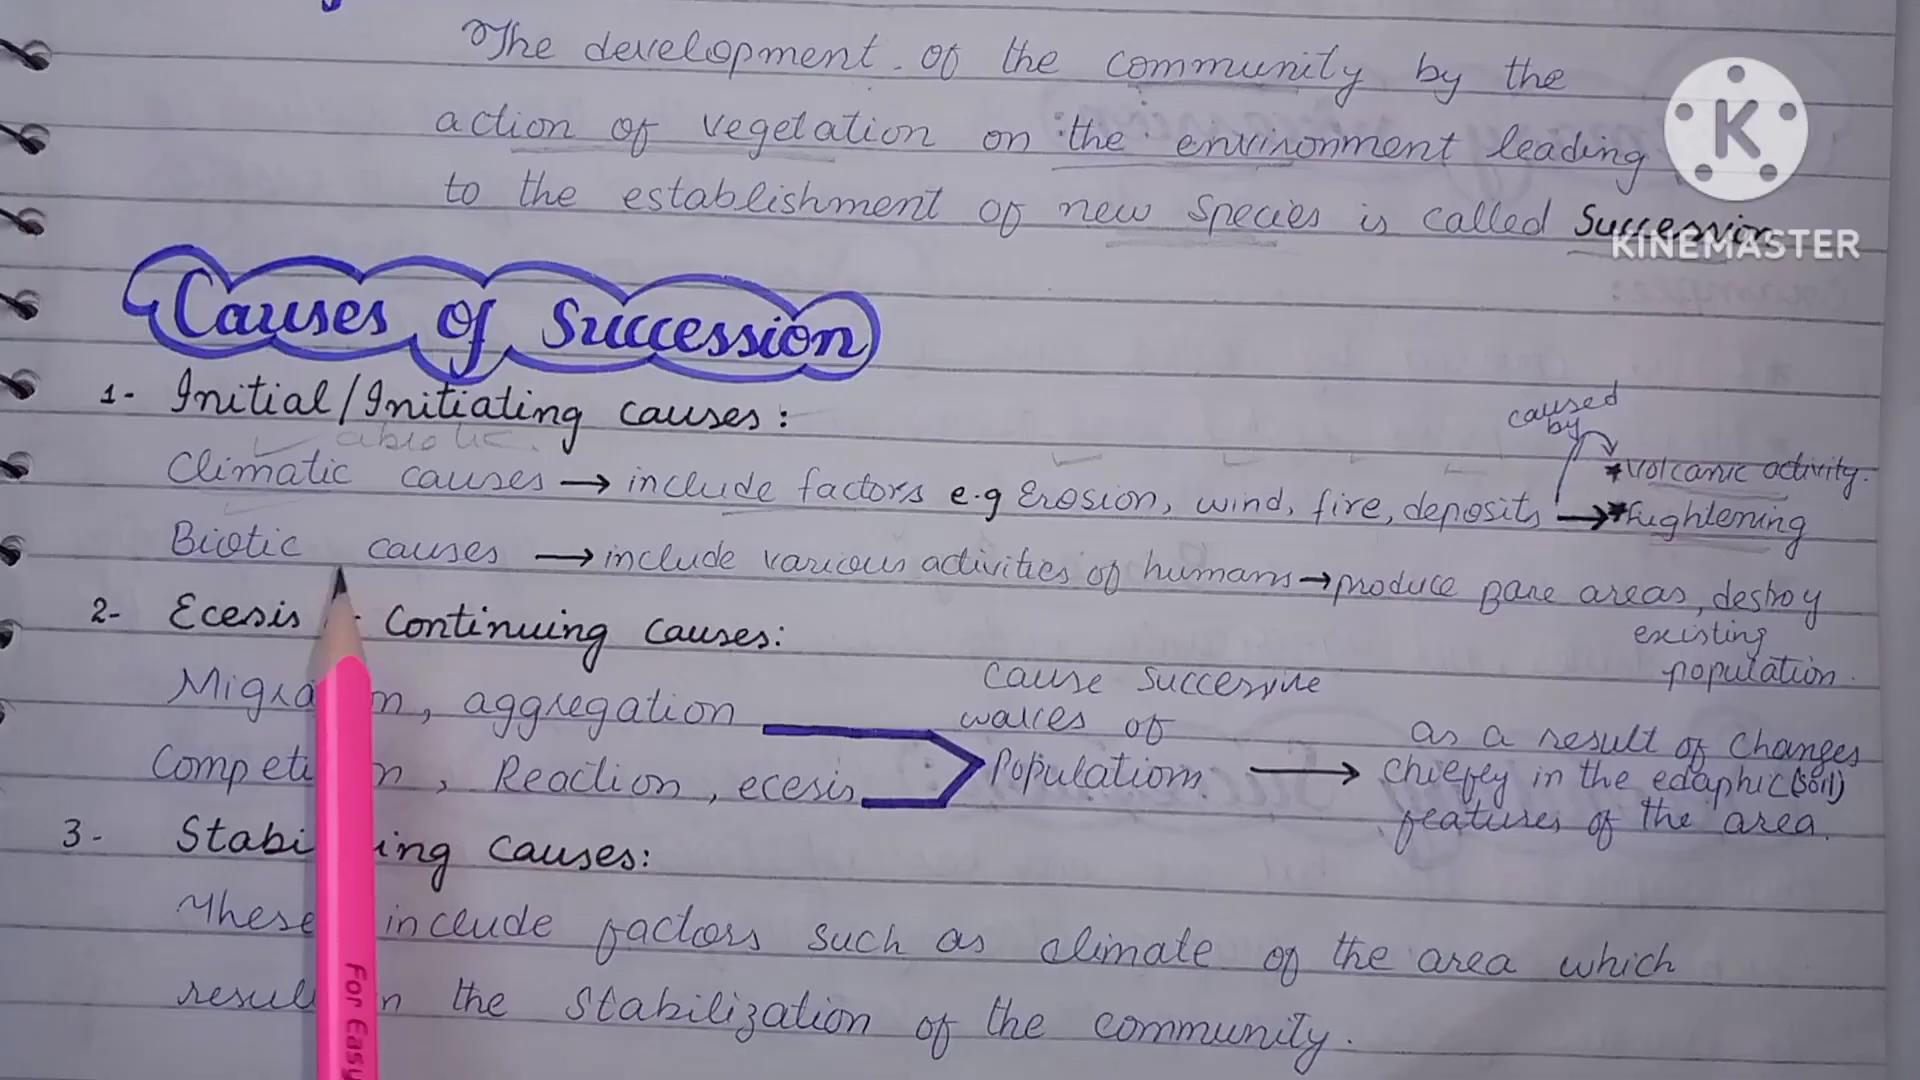 The development of the community by the
action of vegetation on the environment leading
to the establishment of new species is called Succession
KINEMASTER
Causes of Succession
1- Initial/Initiating causes:
abiotic.
Climatic causes → include factors e.g Erosion, wind, fire, deposits →
caused
by
*volcanic activity.
*lughtening
Biotic causes → include various activities of humans → produce bare areas, destroy
existing
population.
2- Ecesis Continuing causes:
Migra n, aggregation
Competi n, Reaction, ecesis
cause successive
waves of
Populations →
as a result of changes
chiefly in the edaphic (soil)
features of the area.
3- Stabi ing causes:
These include factors such as climate of the area which
resul n the stabilization of the community.
For Easy